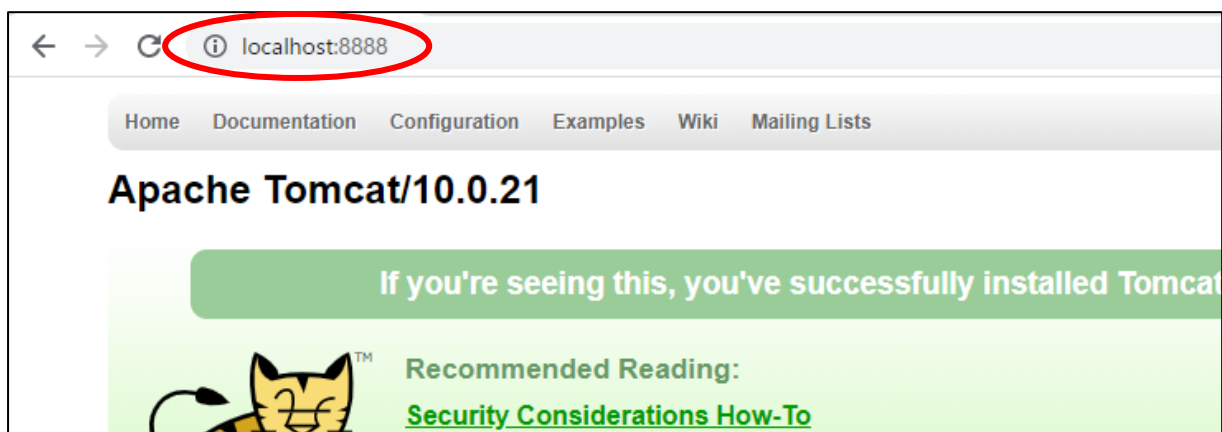 localhost:8888
Home Documentation Configuration Examples Wiki Mailing Lists
Apache Tomcat/10.0.21
If you're seeing this, you've successfully installed Tomcat
TM
Recommended Reading:
Security Considerations How-To